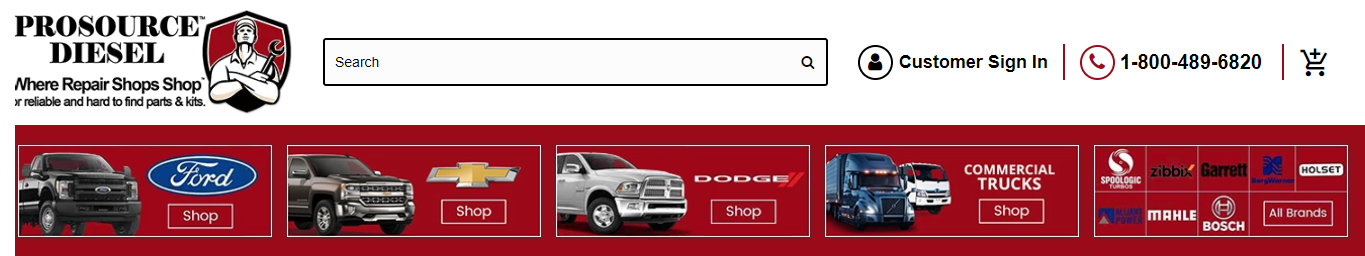 PROSOURCE™
DIESEL
Where Repair Shops Shop™
or reliable and hard to find parts & kits.
Search
Customer Sign In
1-800-489-6820
Ford
Shop
Shop
DODGE
Shop
COMMERCIAL
TRUCKS
Shop
SPOOLOGIC
TURBOS
zibbix
Garrett
BorgWarner
HOLSET
ALLIANT
POWER
MAHLE
BOSCH
All Brands